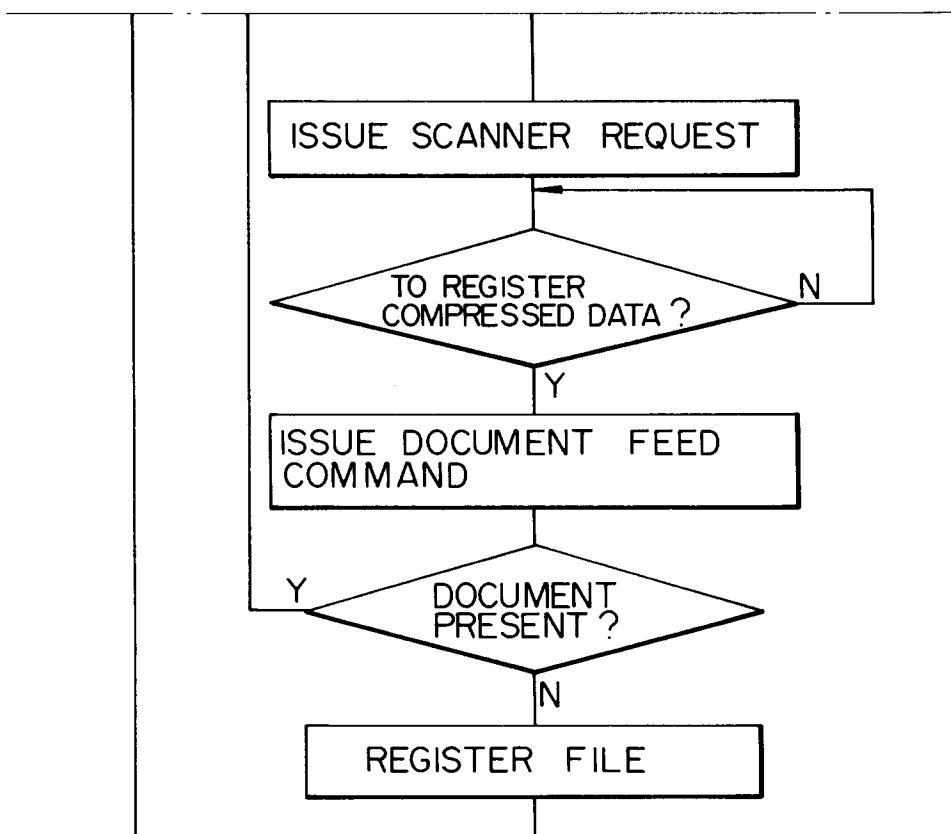 ISSUE SCANNER REQUEST
TO REGISTER
COMPRESSED DATA ?
N
Y
ISSUE DOCUMENT FEED
COMMAND
Y
DOCUMENT
PRESENT ?
N
REGISTER FILE